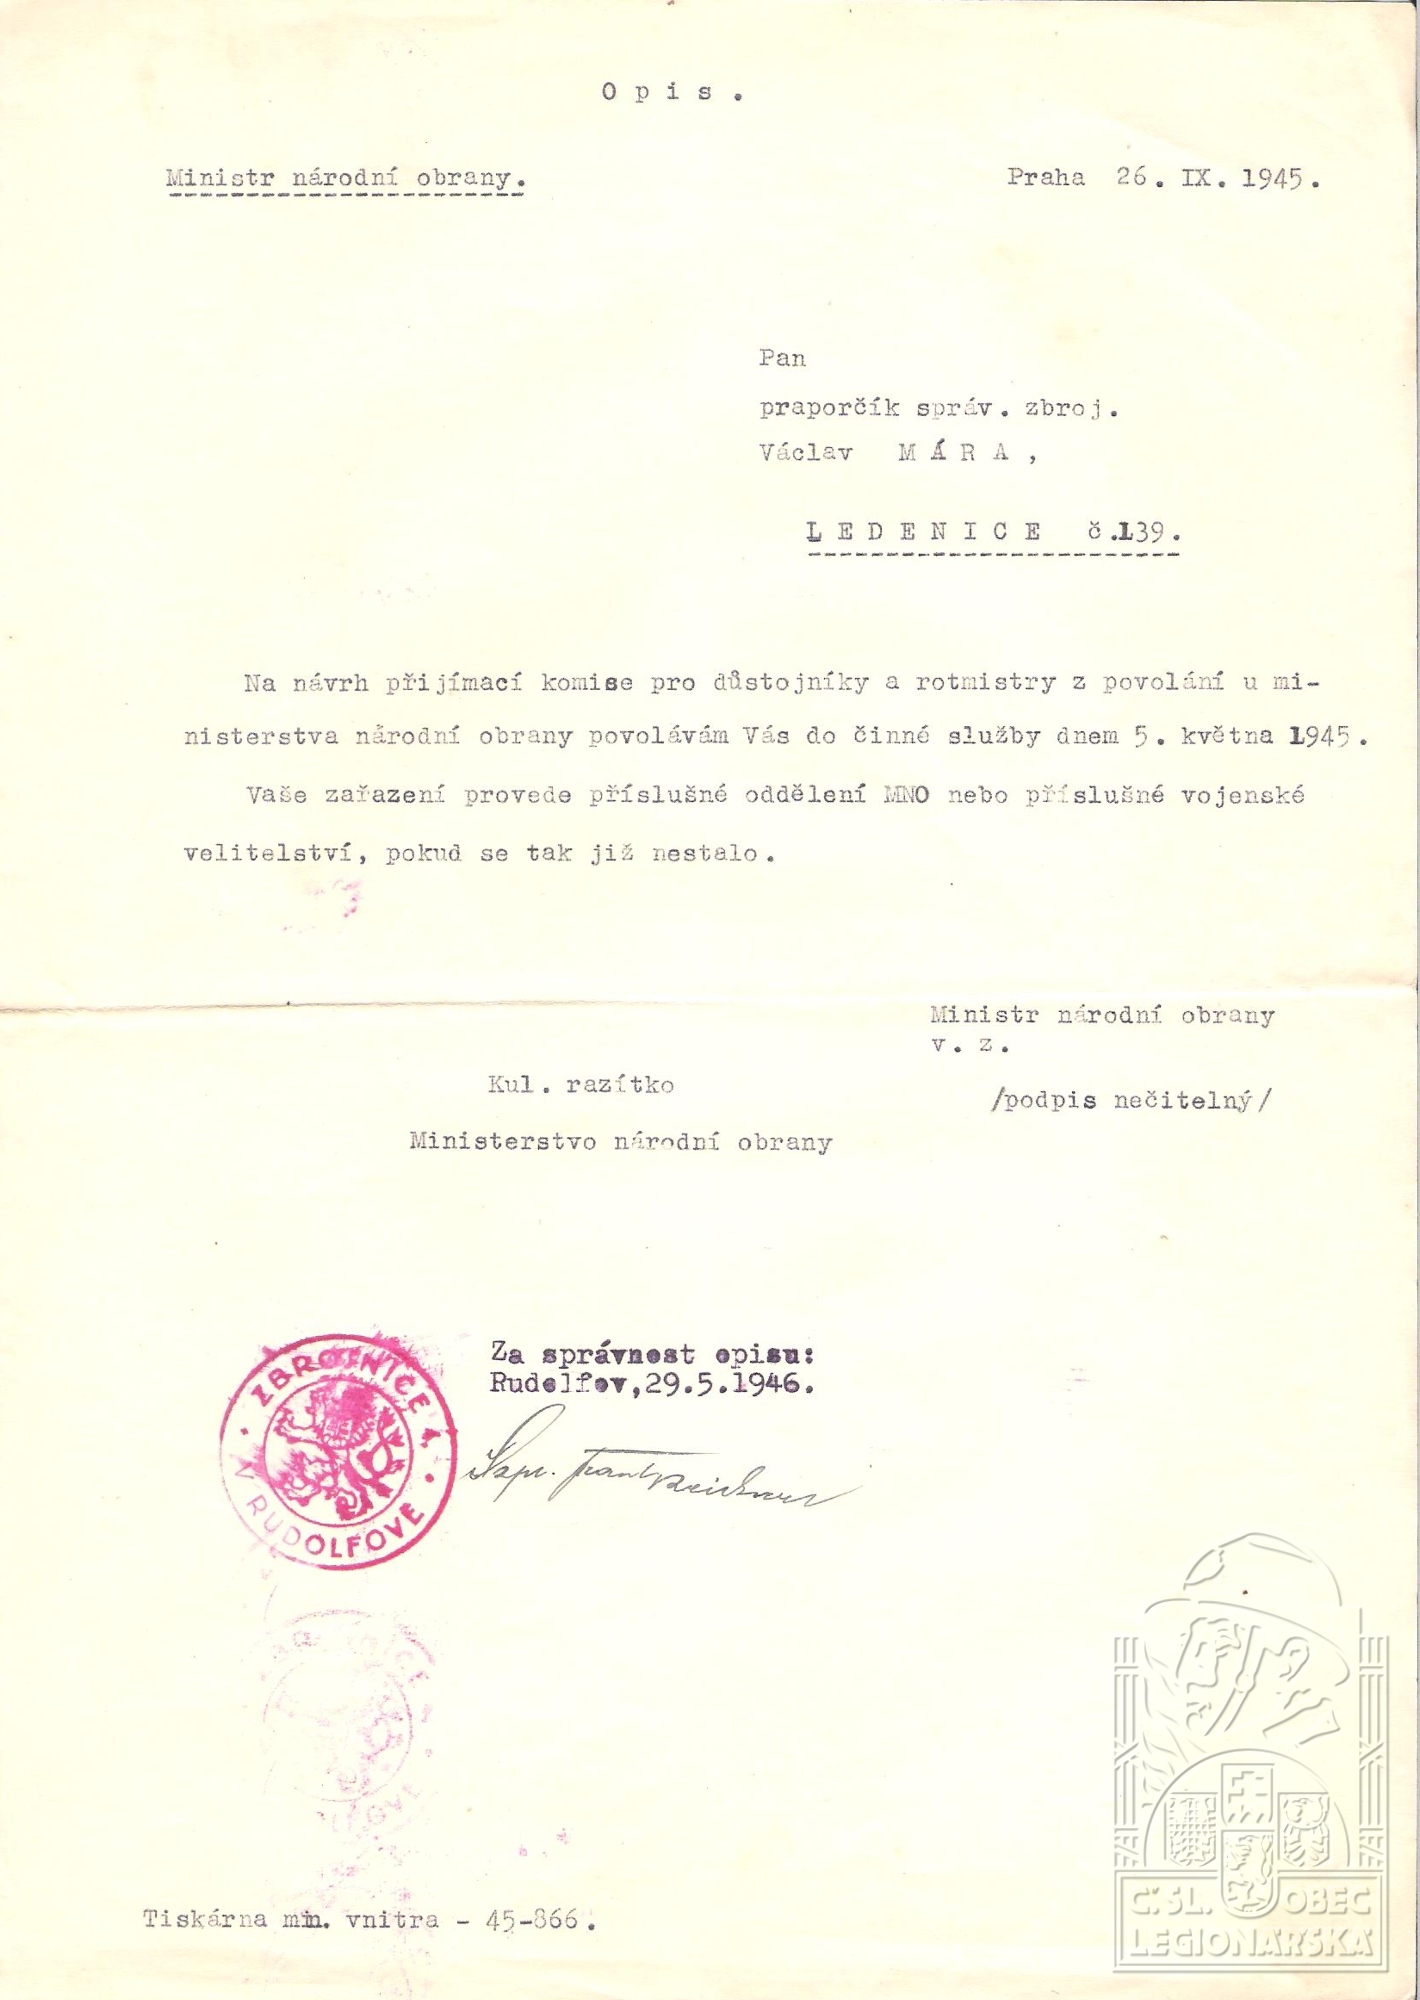 O p i s .
Ministr národní obrany.
Praha 26. IX. 1945.
Pan
praporčík správ. zbroj.
Václav M Á R A ,
L E D E N I C E č.139.
Na návrh přijímací komise pro důstojníky a rotmistry z povolání u mi-
nisterstva národní obrany povolávám Vás do činné služby dnem 5. května 1945.
Vaše zařazení provede příslušné oddělení MNO nebo příslušné vojenské
velitelství, pokud se tak již nestalo.
Ministr národní obrany
v. z.
Kul. razítko
/podpis nečitelný/
Ministerstvo národní obrany
Za správnost opisu:
Rudolfov,29.5.1946.
ZBROJNICE 4.
V RUDOLFOVĚ
Škpt.
Tiskárna min. vnitra - 45-866.
Č.SL. OBEC
LEGIONÁŘSKÁ